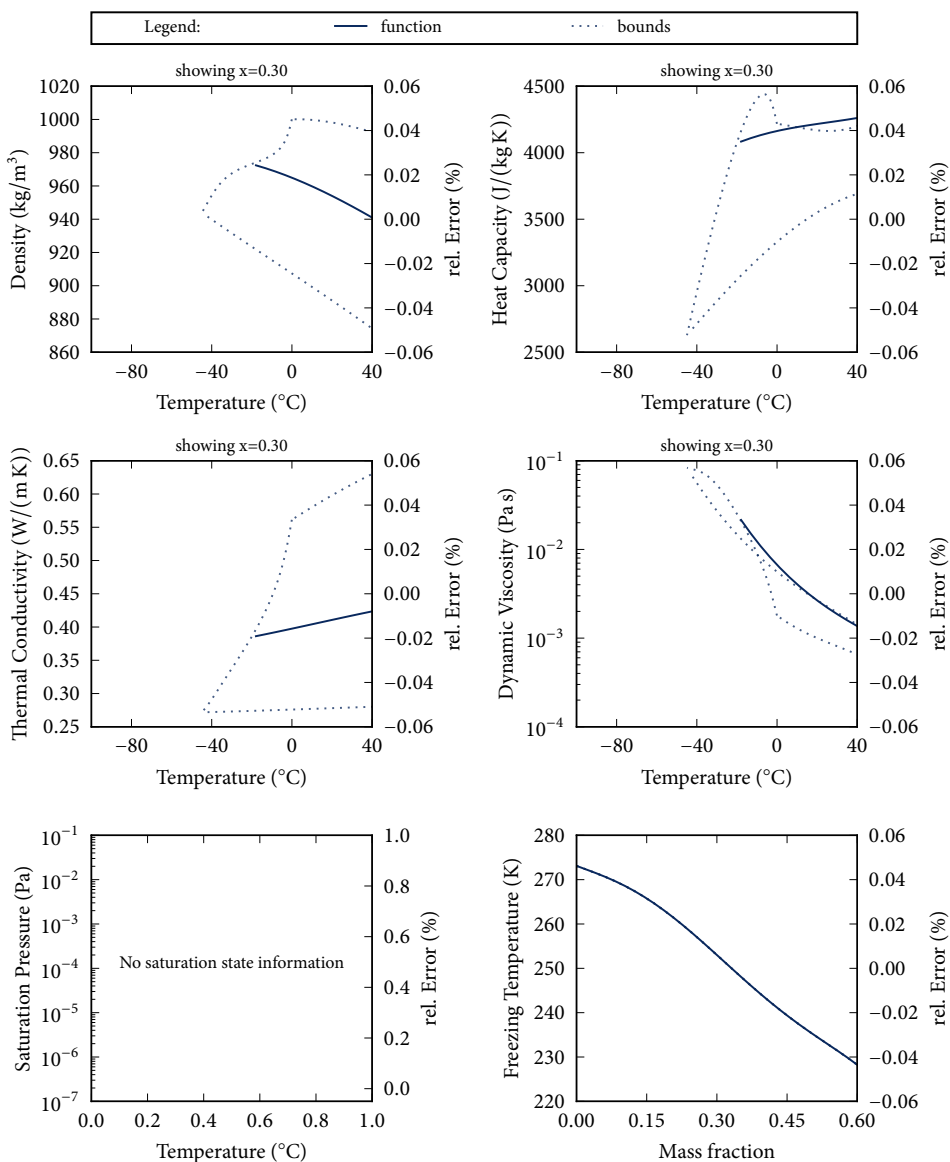 Legend: function bounds
showing x=0.30
Density (kg/m³)
1020
1000
980
960
940
920
900
880
860
0.06
0.04
0.02
0.00
−0.02
−0.04
−0.06
rel. Error (%)
−80 −40 0 40
Temperature (°C)
showing x=0.30
Heat Capacity (J/(kg K))
4500
4000
3500
3000
2500
0.06
0.04
0.02
0.00
−0.02
−0.04
−0.06
rel. Error (%)
−80 −40 0 40
Temperature (°C)
showing x=0.30
Thermal Conductivity (W/(m K))
0.65
0.60
0.55
0.50
0.45
0.40
0.35
0.30
0.25
0.06
0.04
0.02
0.00
−0.02
−0.04
−0.06
rel. Error (%)
−80 −40 0 40
Temperature (°C)
showing x=0.30
Dynamic Viscosity (Pa s)
10⁻¹
10⁻²
10⁻³
10⁻⁴
0.06
0.04
0.02
0.00
−0.02
−0.04
−0.06
rel. Error (%)
−80 −40 0 40
Temperature (°C)
Saturation Pressure (Pa)
10⁻¹
10⁻²
10⁻³
10⁻⁴
10⁻⁵
10⁻⁶
10⁻⁷
No saturation state information
1.0
0.8
0.6
0.4
0.2
0.0
rel. Error (%)
0.0 0.2 0.4 0.6 0.8 1.0
Temperature (°C)
Freezing Temperature (K)
280
270
260
250
240
230
220
0.06
0.04
0.02
0.00
−0.02
−0.04
−0.06
rel. Error (%)
0.00 0.15 0.30 0.45 0.60
Mass fraction